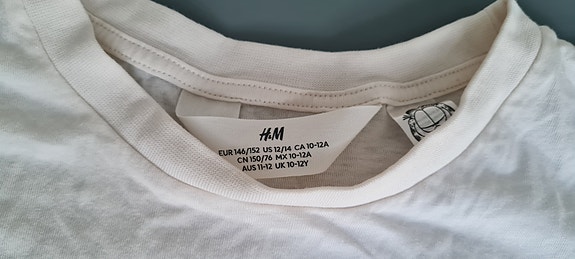 H&M
EUR 146/152 US 12/14 CA 10-12A
CN 150/76 MX 10-12A
AUS 11-12 UK 10-12Y